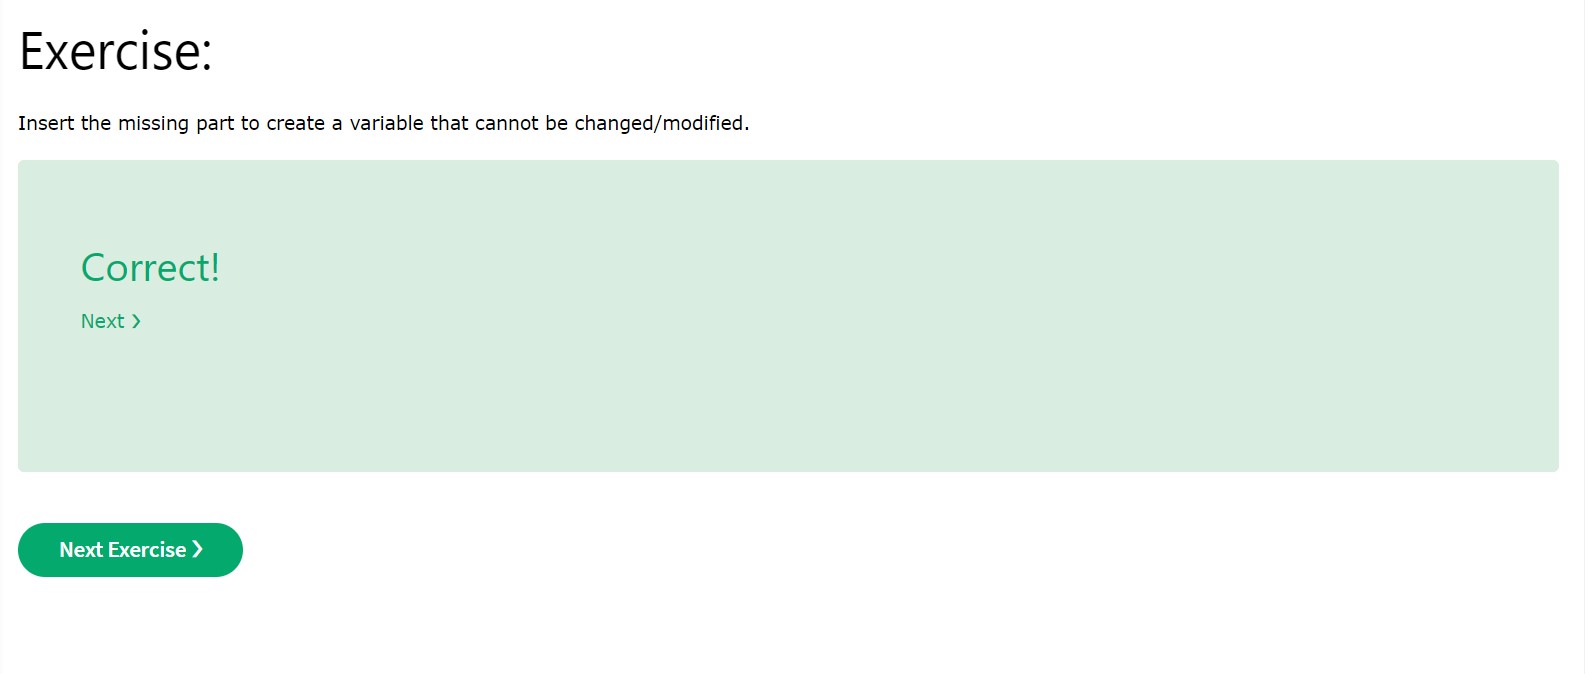 Exercise:
Insert the missing part to create a variable that cannot be changed/modified.
Correct!
Next ❯
Next Exercise ❯